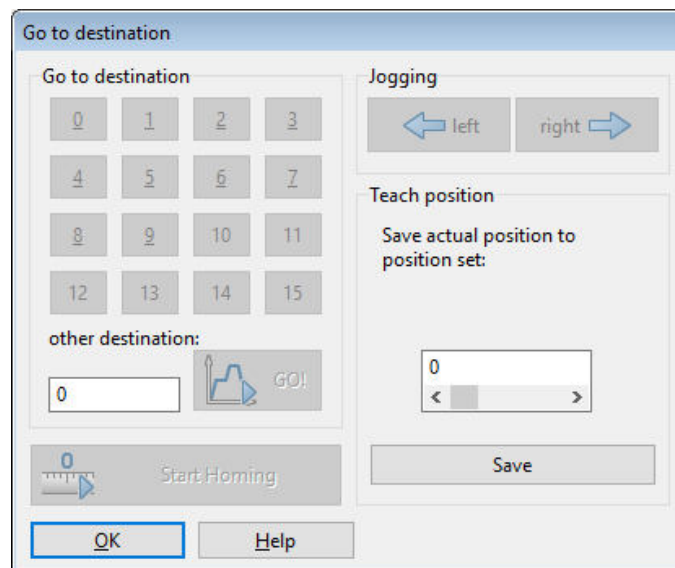 Go to destination
Go to destination
0 1 2 3
4 5 6 7
8 9 10 11
12 13 14 15
other destination:
0
GO!
0
Start Homing
OK
Help
Jogging
left
right
Teach position
Save actual position to
position set:
0
Save